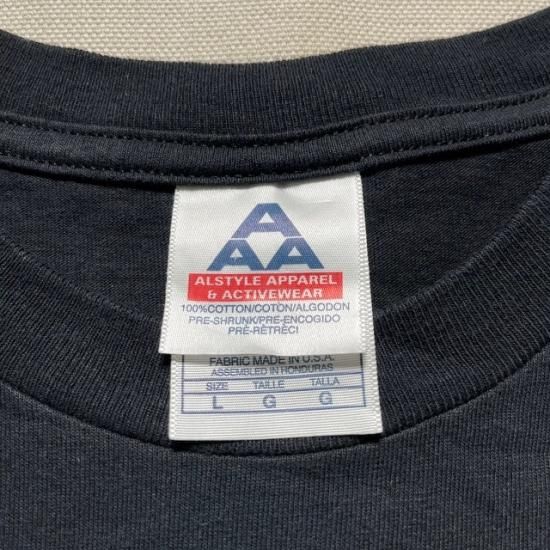 A
AA
ALSTYLE APPAREL
& ACTIVEWEAR
100%COTTON/COTON/ALGODON
PRE-SHRUNK/PRE-ENCOGIDO
PRÉ-RÉTRÉCI
FABRIC MADE IN U.S.A.
ASSEMBLED IN HONDURAS
SIZE TAILLE TALLA
L G G